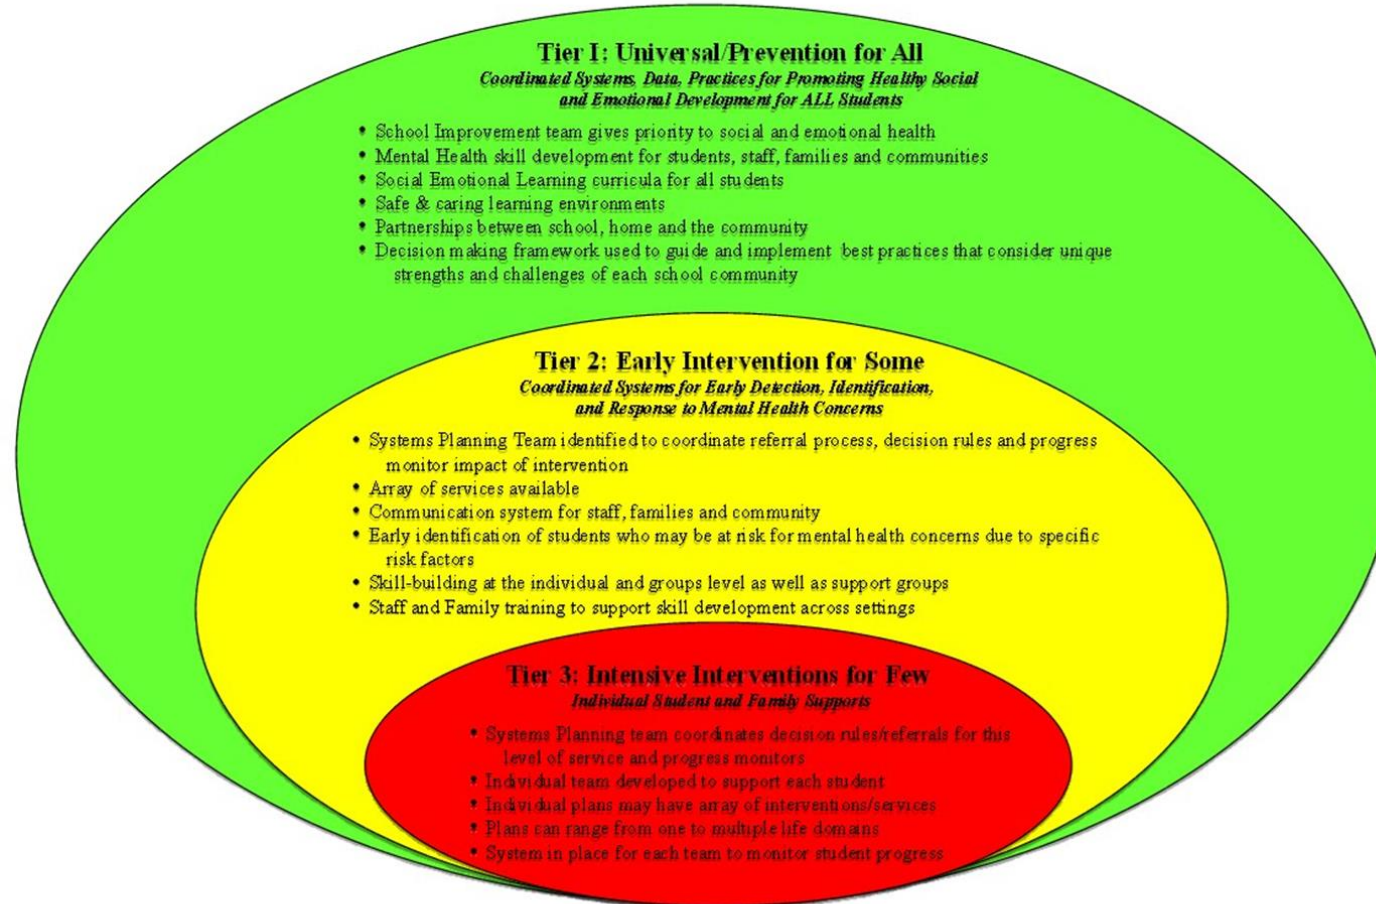 Tier I: Universal/Prevention for All
Coordinated Systems, Data, Practices for Promoting Healthy Social
and Emotional Development for ALL Students
• School Improvement team gives priority to social and emotional health
• Mental Health skill development for students, staff, families and communities
• Social Emotional Learning curricula for all students
• Safe & caring learning environments
• Partnerships between school, home and the community
• Decision making framework used to guide and implement best practices that consider unique
strengths and challenges of each school community
Tier 2: Early Intervention for Some
Coordinated Systems for Early Detection, Identification,
and Response to Mental Health Concerns
• Systems Planning Team identified to coordinate referral process, decision rules and progress
monitor impact of intervention
• Array of services available
• Communication system for staff, families and community
• Early identification of students who may be at risk for mental health concerns due to specific
risk factors
• Skill-building at the individual and groups level as well as support groups
• Staff and Family training to support skill development across settings
Tier 3: Intensive Interventions for Few
Individual Student and Family Supports
• Systems Planning team coordinates decision rules/referrals for this
level of service and progress monitors
• Individual team developed to support each student
• Individual plans may have array of interventions/services
• Plans can range from one to multiple life domains
• System in place for each team to monitor student progress